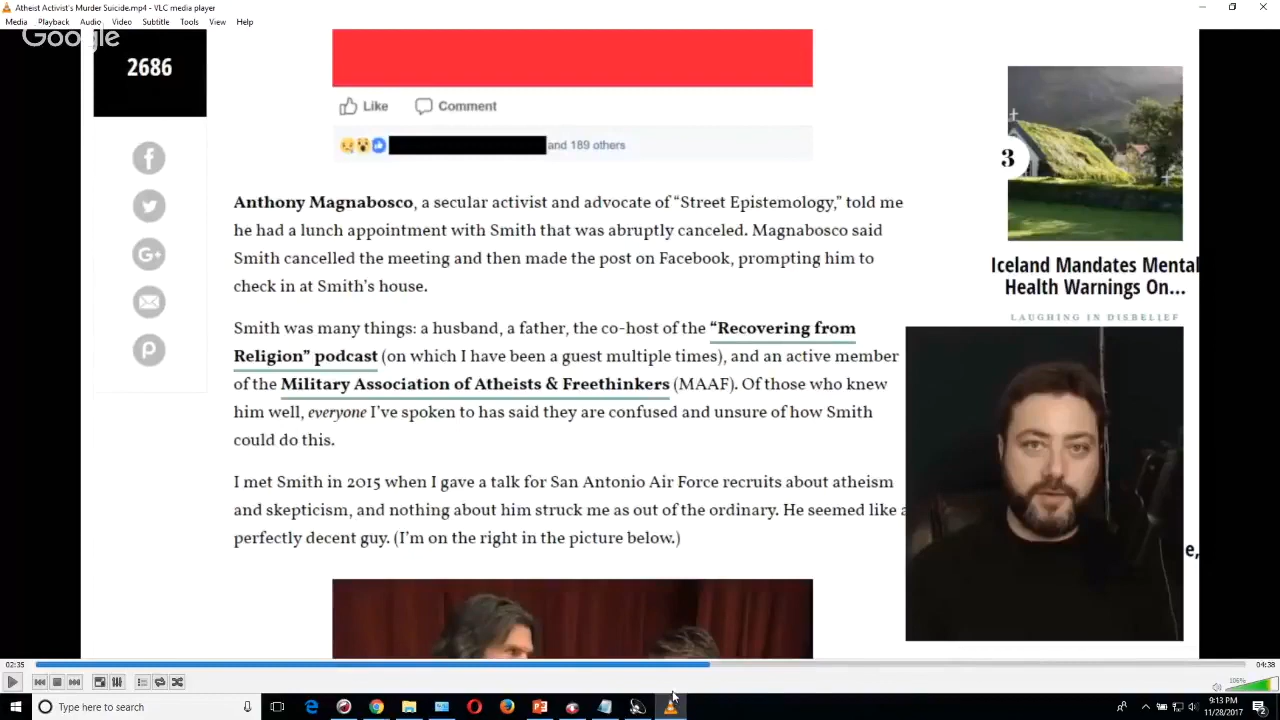 Atheist Activist's Murder Suicide.mp4 - VLC media player
Media Playback Audio Video Subtitle Tools View Help
Google
2686
Like Comment
and 189 others
Anthony Magnabosco, a secular activist and advocate of “Street Epistemology,” told me
he had a lunch appointment with Smith that was abruptly canceled. Magnabosco said
Smith cancelled the meeting and then made the post on Facebook, prompting him to
check in at Smith’s house.
Smith was many things: a husband, a father, the co-host of the “Recovering from
Religion” podcast (on which I have been a guest multiple times), and an active member
of the Military Association of Atheists & Freethinkers (MAAF). Of those who knew
him well, everyone I’ve spoken to has said they are confused and unsure of how Smith
could do this.
I met Smith in 2015 when I gave a talk for San Antonio Air Force recruits about atheism
and skepticism, and nothing about him struck me as out of the ordinary. He seemed like a
perfectly decent guy. (I’m on the right in the picture below.)
3
Iceland Mandates Mental
Health Warnings On...
LAUGHING IN DISBELIEF
e,
02:35
04:38
106%
Type here to search
9:13 PM
11/28/2017